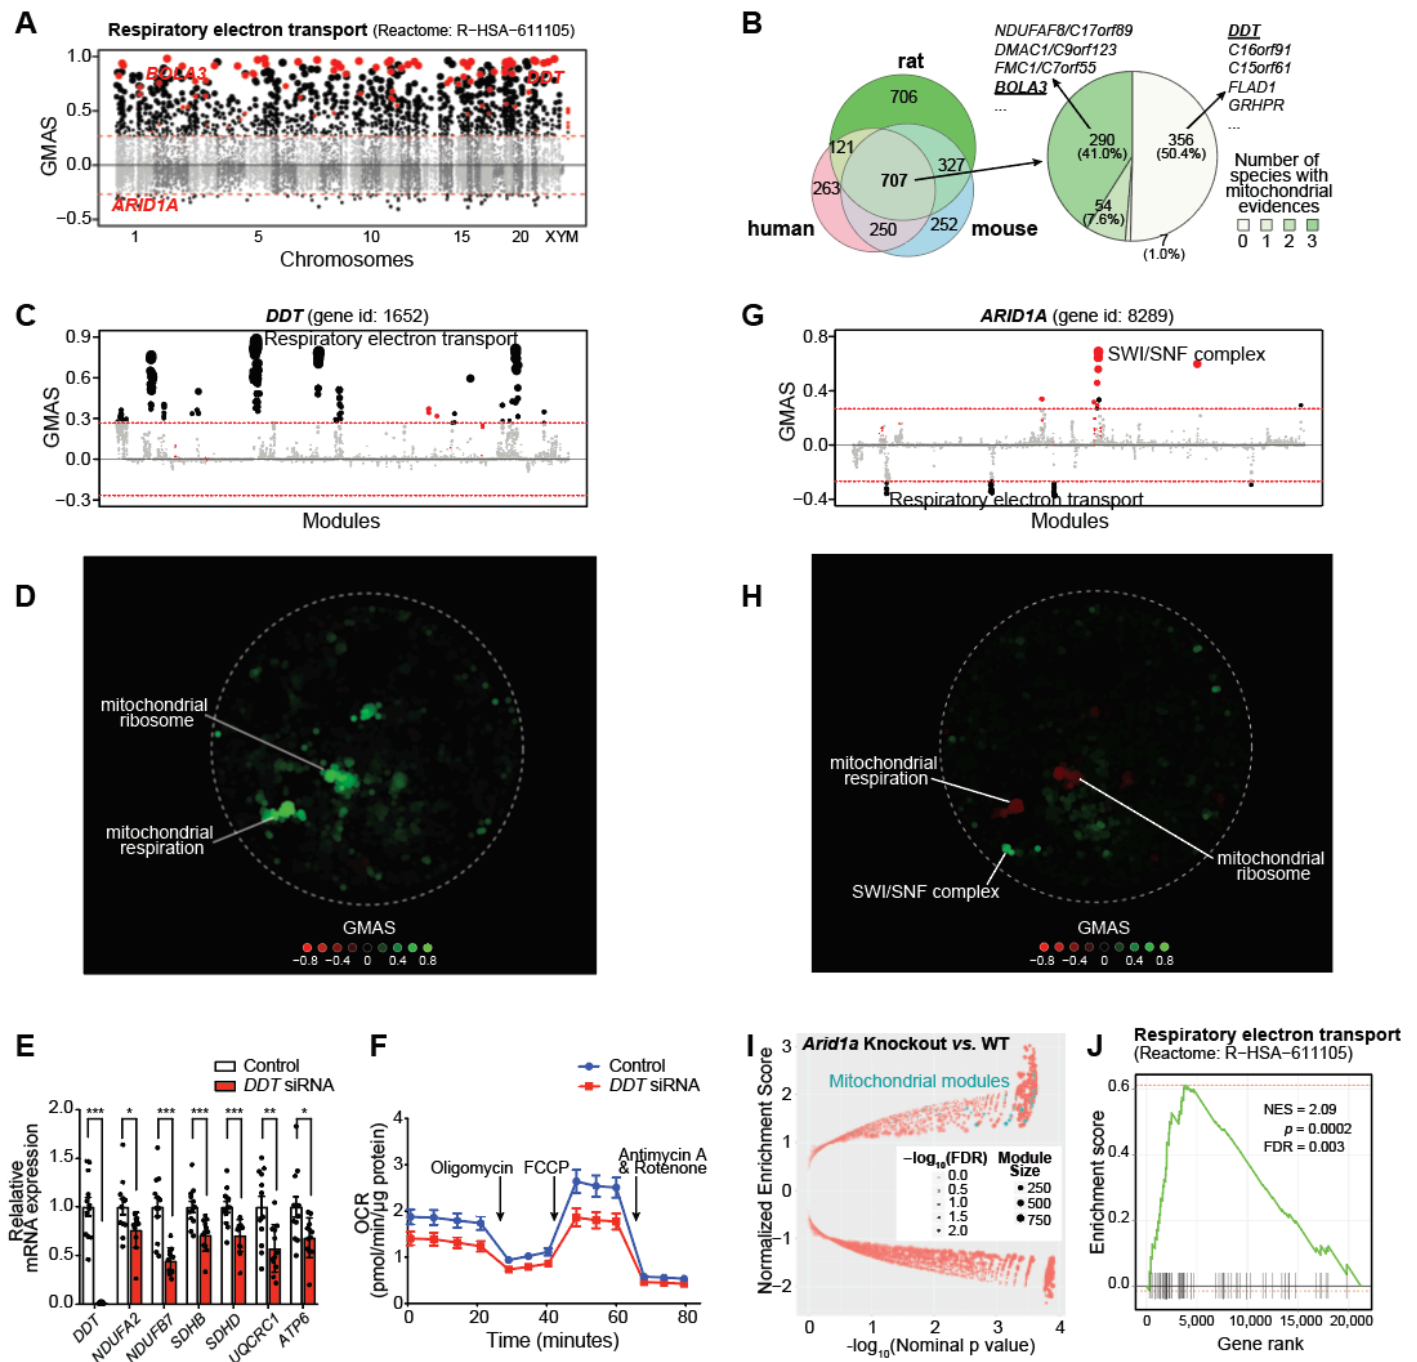 A
Respiratory electron transport (Reactome: R−HSA−611105)
GMAS
1.0
0.5
0.0
−0.5
BOLA3
DDT
ARID1A
1 5 10 15 20 XYM
Chromosomes
B
rat
706
121
327
263
707
250
252
human
mouse
NDUFAF8/C17orf89
DMAC1/C9orf123
FMC1/C7orf55
BOLA3
...
DDT
C16orf91
C15orf61
FLAD1
GRHPR
...
290
(41.0%)
356
(50.4%)
54
(7.6%)
7
(1.0%)
Number of
species with
mitochondrial
evidences
0 1 2 3
C
DDT (gene id: 1652)
Respiratory electron transport
GMAS
0.9
0.6
0.3
0.0
−0.3
Modules
G
ARID1A (gene id: 8289)
SWI/SNF complex
GMAS
0.8
0.4
0.0
−0.4
Respiratory electron transport
Modules
D
mitochondrial
ribosome
mitochondrial
respiration
GMAS
−0.8 −0.4 0 0.4 0.8
H
mitochondrial
respiration
SWI/SNF complex
mitochondrial
ribosome
GMAS
−0.8 −0.4 0 0.4 0.8
E
Control
DDT siRNA
Relalative
mRNA expression
2.0
1.5
1.0
0.5
0.0
*** * *** *** *** ** *
DDT
NDUFA2
NDUFB7
SDHB
SDHD
UQCRC1
ATP6
F
Control
DDT siRNA
OCR
(pmol/min/µg protein)
4
3
2
1
0
Oligomycin
FCCP
Antimycin A
& Rotenone
0 20 40 60 80
Time (minutes)
I
Arid1a Knockout vs. WT
Mitochondrial modules
Normalized Enrichment Score
3
2
1
0
−1
−2
−log10(FDR)
0.0
0.5
1.0
1.5
2.0
Module
Size
250
500
750
0 1 2 3 4
-log10(Nominal p value)
J
Respiratory electron transport
(Reactome: R−HSA−611105)
Enrichment score
0.6
0.4
0.2
0.0
NES = 2.09
p = 0.0002
FDR = 0.003
0 5,000 10,000 15,000 20,000
Gene rank